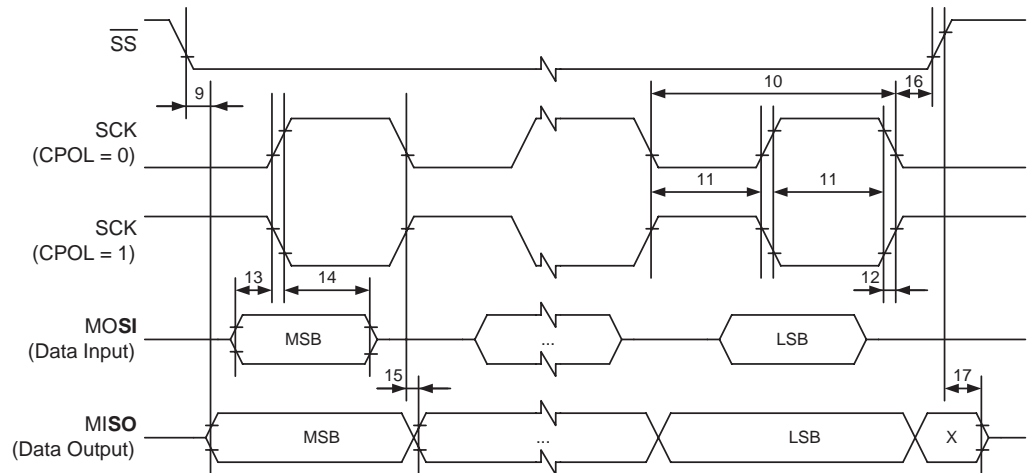 SS
9
10
16
SCK
(CPOL = 0)
11
11
SCK
(CPOL = 1)
13
14
12
MOSI
(Data Input)
MSB
...
LSB
15
17
MISO
(Data Output)
MSB
...
LSB
X